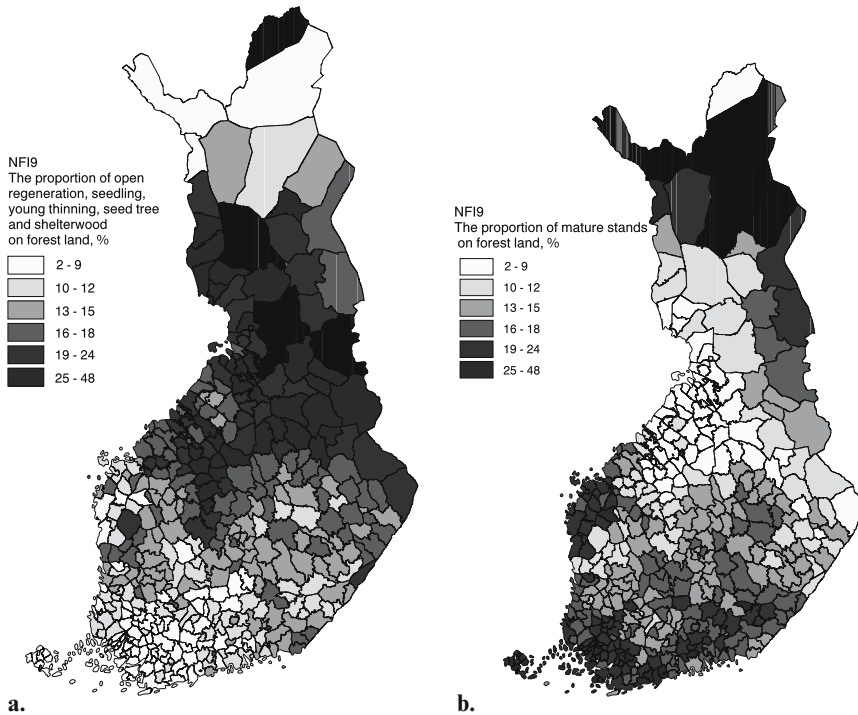 NFI9
The proportion of open
regeneration, seedling,
young thinning, seed tree
and shelterwood
on forest land, %
2 - 9
10 - 12
13 - 15
16 - 18
19 - 24
25 - 48
a.
NFI9
The proportion of mature stands
on forest land, %
2 - 9
10 - 12
13 - 15
16 - 18
19 - 24
25 - 48
b.